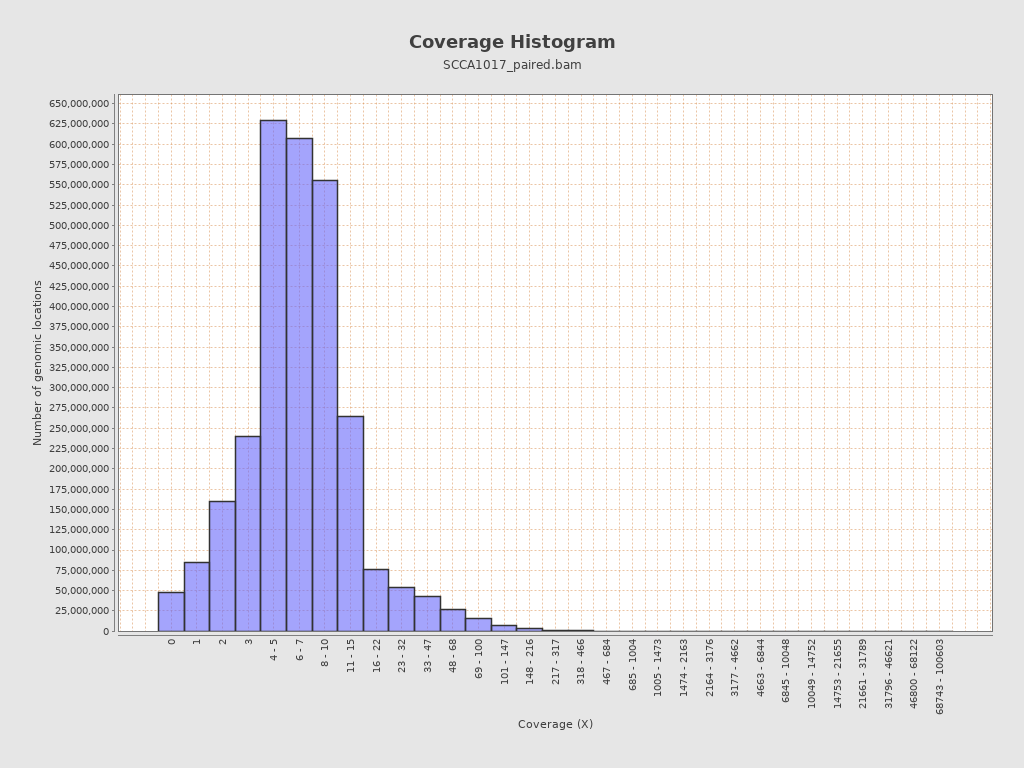 Coverage Histogram
SCCA1017_paired.bam
Number of genomic locations
650,000,000
625,000,000
600,000,000
575,000,000
550,000,000
525,000,000
500,000,000
475,000,000
450,000,000
425,000,000
400,000,000
375,000,000
350,000,000
325,000,000
300,000,000
275,000,000
250,000,000
225,000,000
200,000,000
175,000,000
150,000,000
125,000,000
100,000,000
75,000,000
50,000,000
25,000,000
0
0
1
2
3
4 - 5
6 - 7
8 - 10
11 - 15
16 - 22
23 - 32
33 - 47
48 - 68
69 - 100
101 - 147
148 - 216
217 - 317
318 - 466
467 - 684
685 - 1004
1005 - 1473
1474 - 2163
2164 - 3176
3177 - 4662
4663 - 6844
6845 - 10048
10049 - 14752
14753 - 21655
21661 - 31789
31796 - 46621
46800 - 68122
68743 - 100603
Coverage (X)